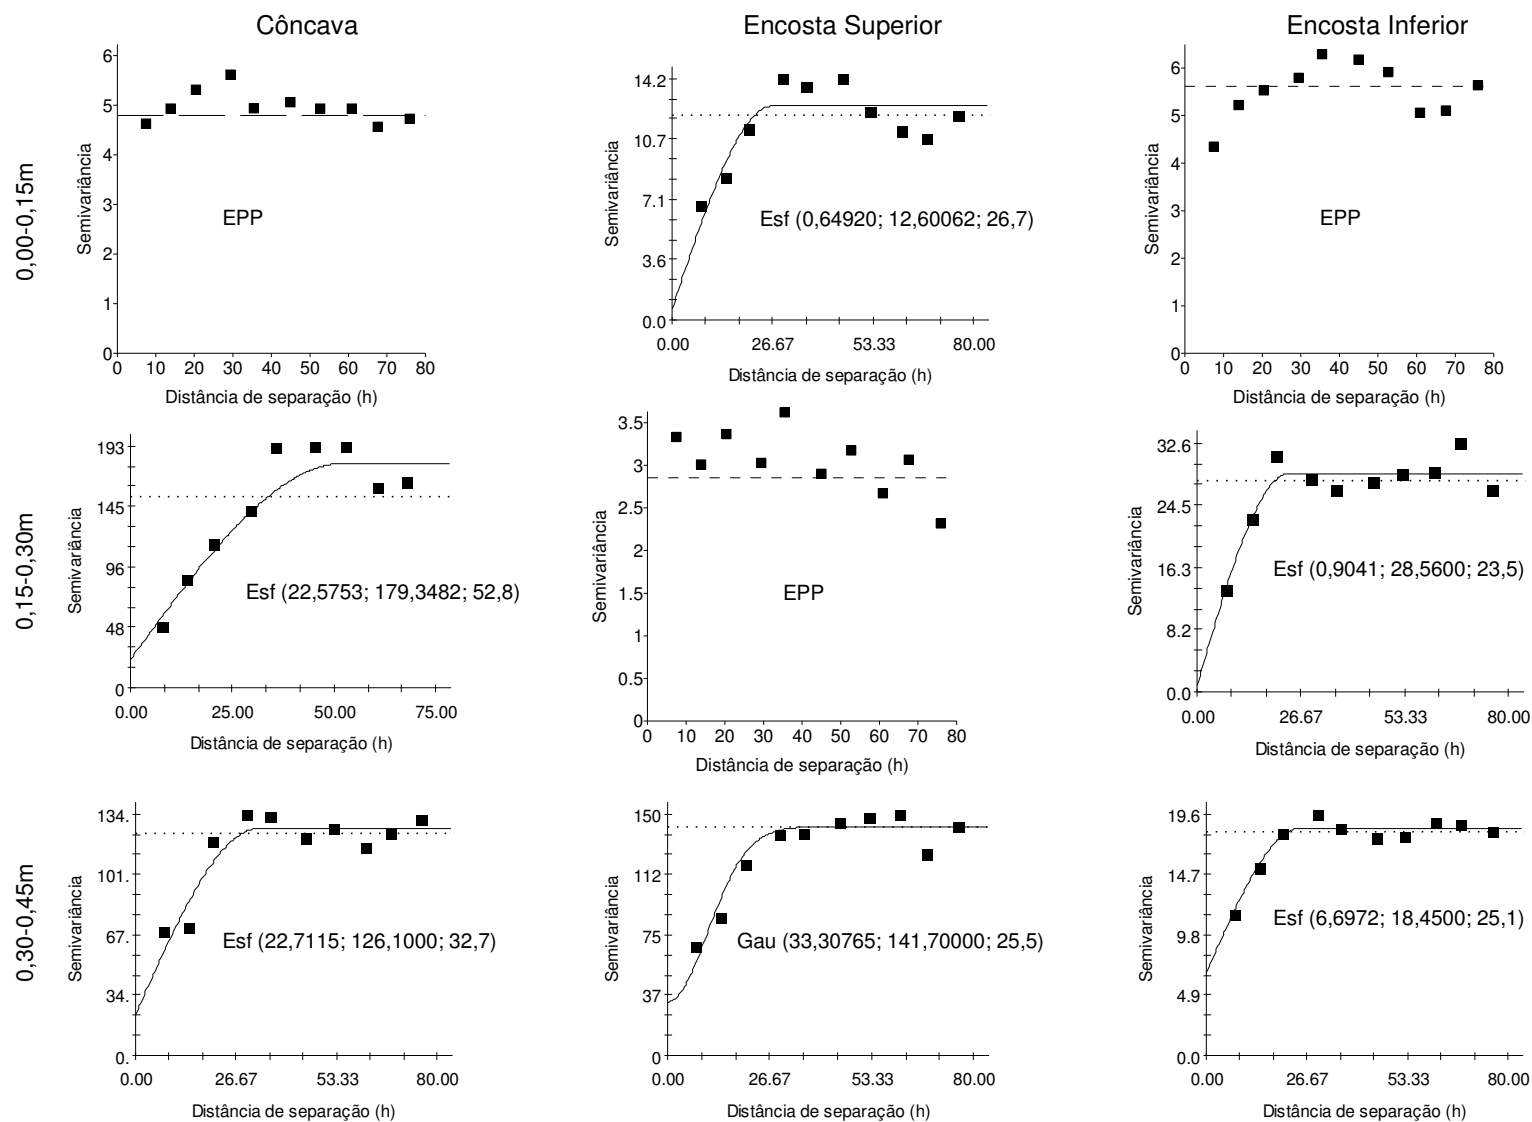 Côncava
Encosta Superior
Encosta Inferior
0,00-0,15m
Semivariância
6
5
4
3
2
1
0
EPP
0 10 20 30 40 50 60 70 80
Distância de separação (h)
Semivariância
14.2
10.7
7.1
3.6
0.0
Esf (0,64920; 12,60062; 26,7)
0.00 26.67 53.33 80.00
Distância de separação (h)
Semivariância
6
5
4
3
2
1
0
EPP
0 10 20 30 40 50 60 70 80
Distância de separação (h)
0,15-0,30m
Semivariância
193
145
96
48
0
Esf (22,5753; 179,3482; 52,8)
0.00 25.00 50.00 75.00
Distância de separação (h)
Semivariância
3.5
3
2.5
2
1.5
1
0.5
0
EPP
0 10 20 30 40 50 60 70 80
Distância de separação (h)
Semivariância
32.6
24.5
16.3
8.2
0.0
Esf (0,9041; 28,5600; 23,5)
0.00 26.67 53.33 80.00
Distância de separação (h)
0,30-0,45m
Semivariância
134.
101.
67.
34.
0.
Esf (22,7115; 126,1000; 32,7)
0.00 26.67 53.33 80.00
Distância de separação (h)
Semivariância
150
112
75
37
0
Gau (33,30765; 141,70000; 25,5)
0.00 26.67 53.33 80.00
Distância de separação (h)
Semivariância
19.6
14.7
9.8
4.9
0.0
Esf (6,6972; 18,4500; 25,1)
0.00 26.67 53.33 80.00
Distância de separação (h)